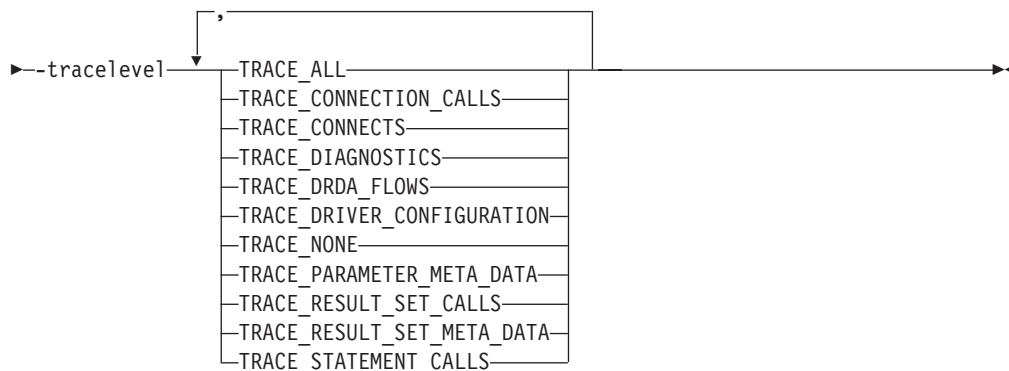 ,
-tracelevel
TRACE_ALL
TRACE_CONNECTION_CALLS
TRACE_CONNECTS
TRACE_DIAGNOSTICS
TRACE_DRDA_FLOWS
TRACE_DRIVER_CONFIGURATION
TRACE_NONE
TRACE_PARAMETER_META_DATA
TRACE_RESULT_SET_CALLS
TRACE_RESULT_SET_META_DATA
TRACE_STATEMENT_CALLS